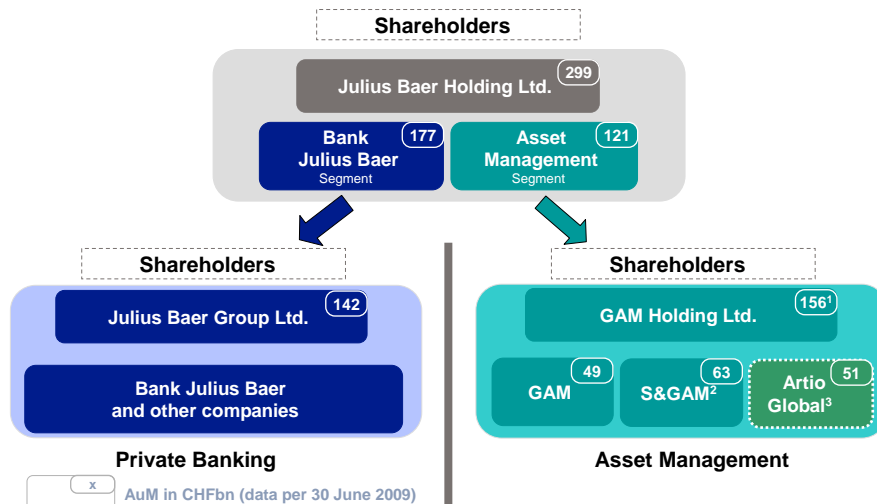 Shareholders
299
Julius Baer Holding Ltd.
Bank
Julius Baer
Segment
177
Asset
Management
Segment
121
Shareholders
142
Julius Baer Group Ltd.
Bank Julius Baer
and other companies
Private Banking
Shareholders
156¹
GAM Holding Ltd.
49
GAM
63
S&GAM²
51
Artio
Global³
Asset Management
x
AuM in CHFbn (data per 30 June 2009)